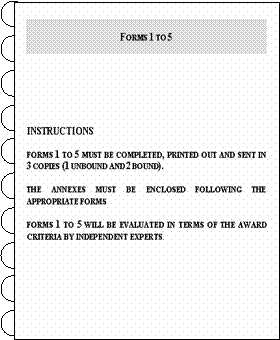 FORMS 1 TO 5
INSTRUCTIONS
FORMS 1 TO 5 MUST BE COMPLETED, PRINTED OUT AND SENT IN
3 COPIES (1 UNBOUND AND 2 BOUND).
THE ANNEXES MUST BE ENCLOSED FOLLOWING THE
APPROPRIATE FORMS
FORMS 1 TO 5 WILL BE EVALUATED IN TERMS OF THE AWARD
CRITERIA BY INDEPENDENT EXPERTS.